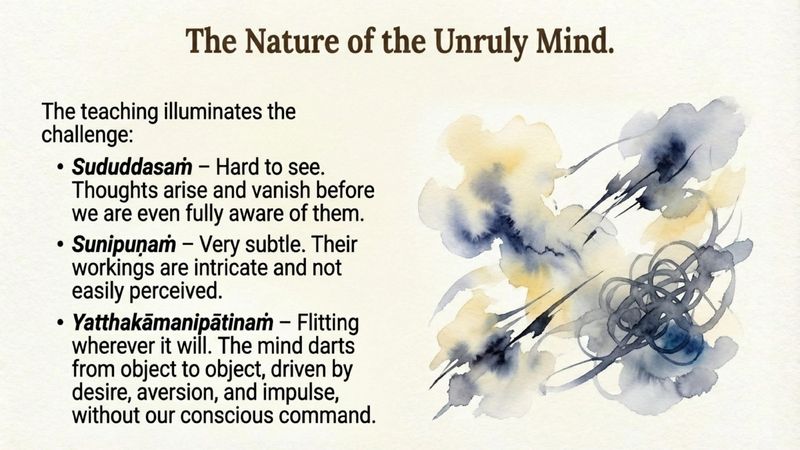 The Nature of the Unruly Mind.
The teaching illuminates the
challenge:
• Sududdasaṁ – Hard to see.
Thoughts arise and vanish before
we are even fully aware of them.
• Sunipuṇaṁ – Very subtle. Their
workings are intricate and not
easily perceived.
• Yatthakāmanipātinaṁ – Flitting
wherever it will. The mind darts
from object to object, driven by
desire, aversion, and impulse,
without our conscious command.